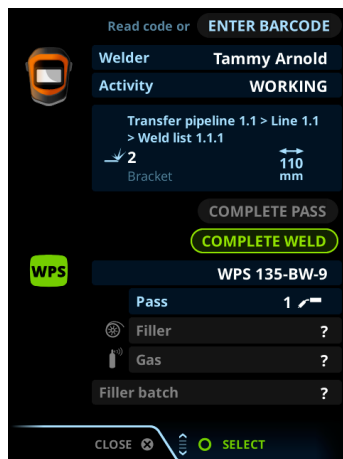 Read code or ENTER BARCODE
Welder Tammy Arnold
Activity WORKING
Transfer pipeline 1.1 > Line 1.1
> Weld list 1.1.1
2 110
Bracket mm
COMPLETE PASS
COMPLETE WELD
WPS WPS 135-BW-9
Pass 1
Filler ?
Gas ?
Filler batch ?
CLOSE SELECT